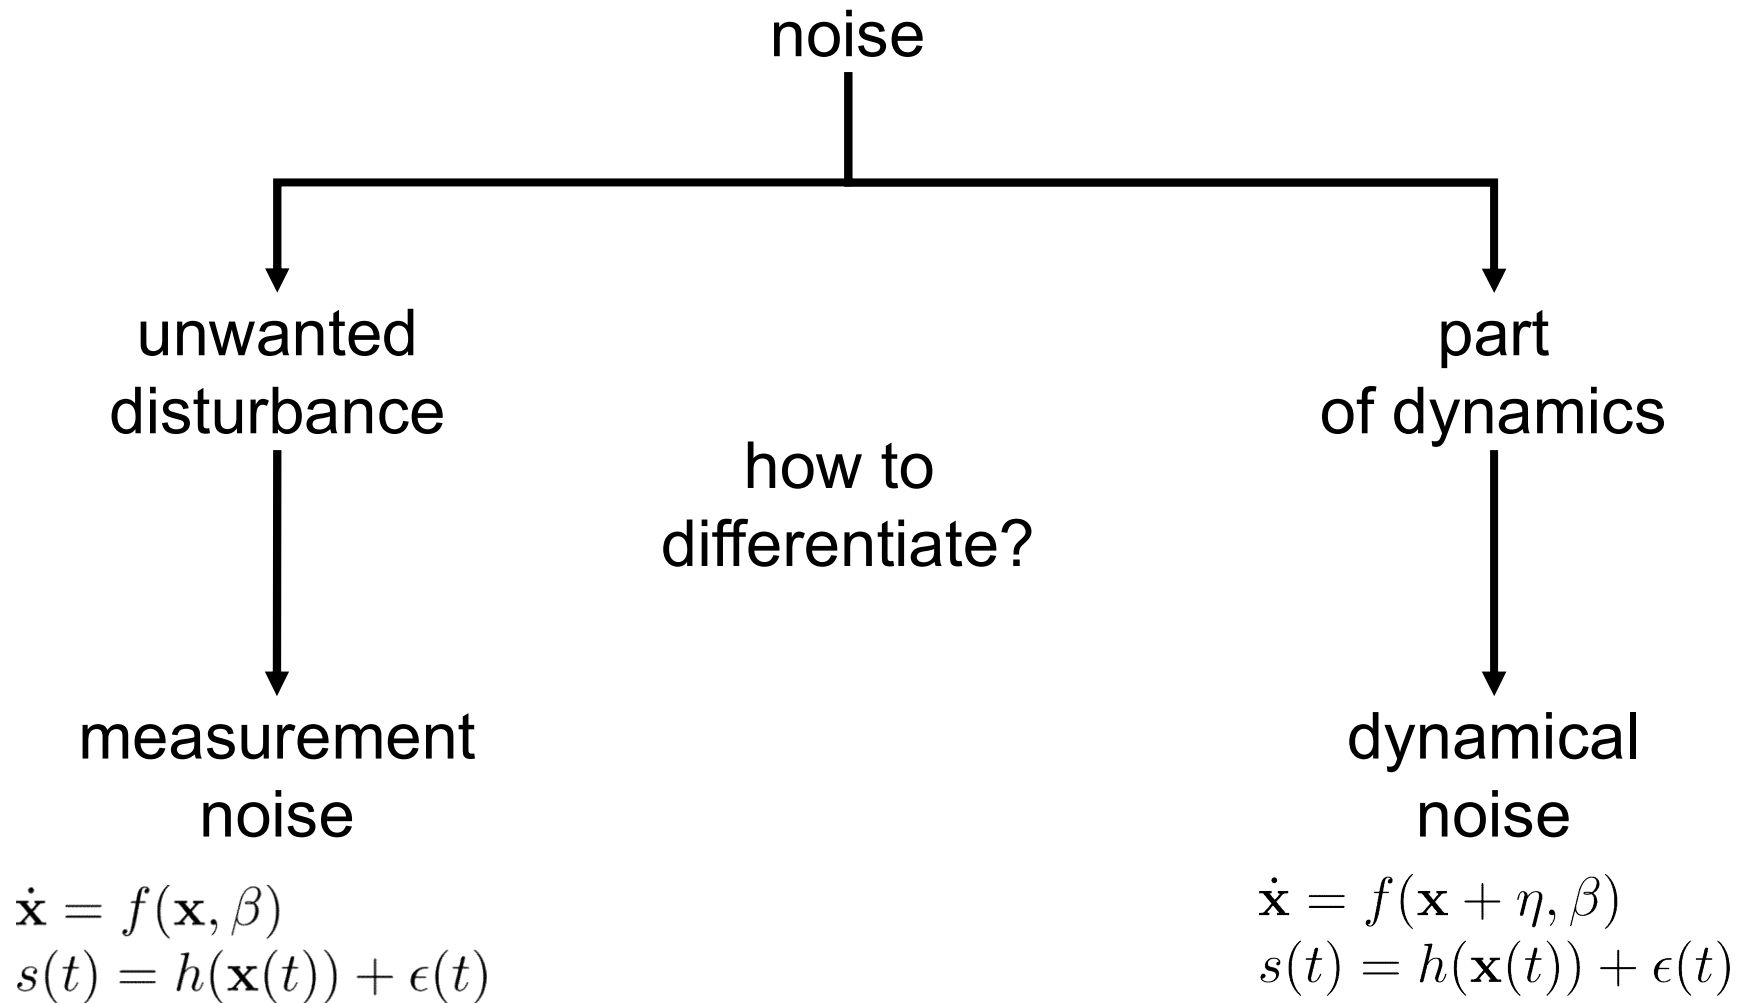 noise
unwanted
disturbance
part
of dynamics
how to
differentiate?
measurement
noise
dynamical
noise
ẋ = f(x, β)
s(t) = h(x(t)) + ϵ(t)
ẋ = f(x + η, β)
s(t) = h(x(t)) + ϵ(t)